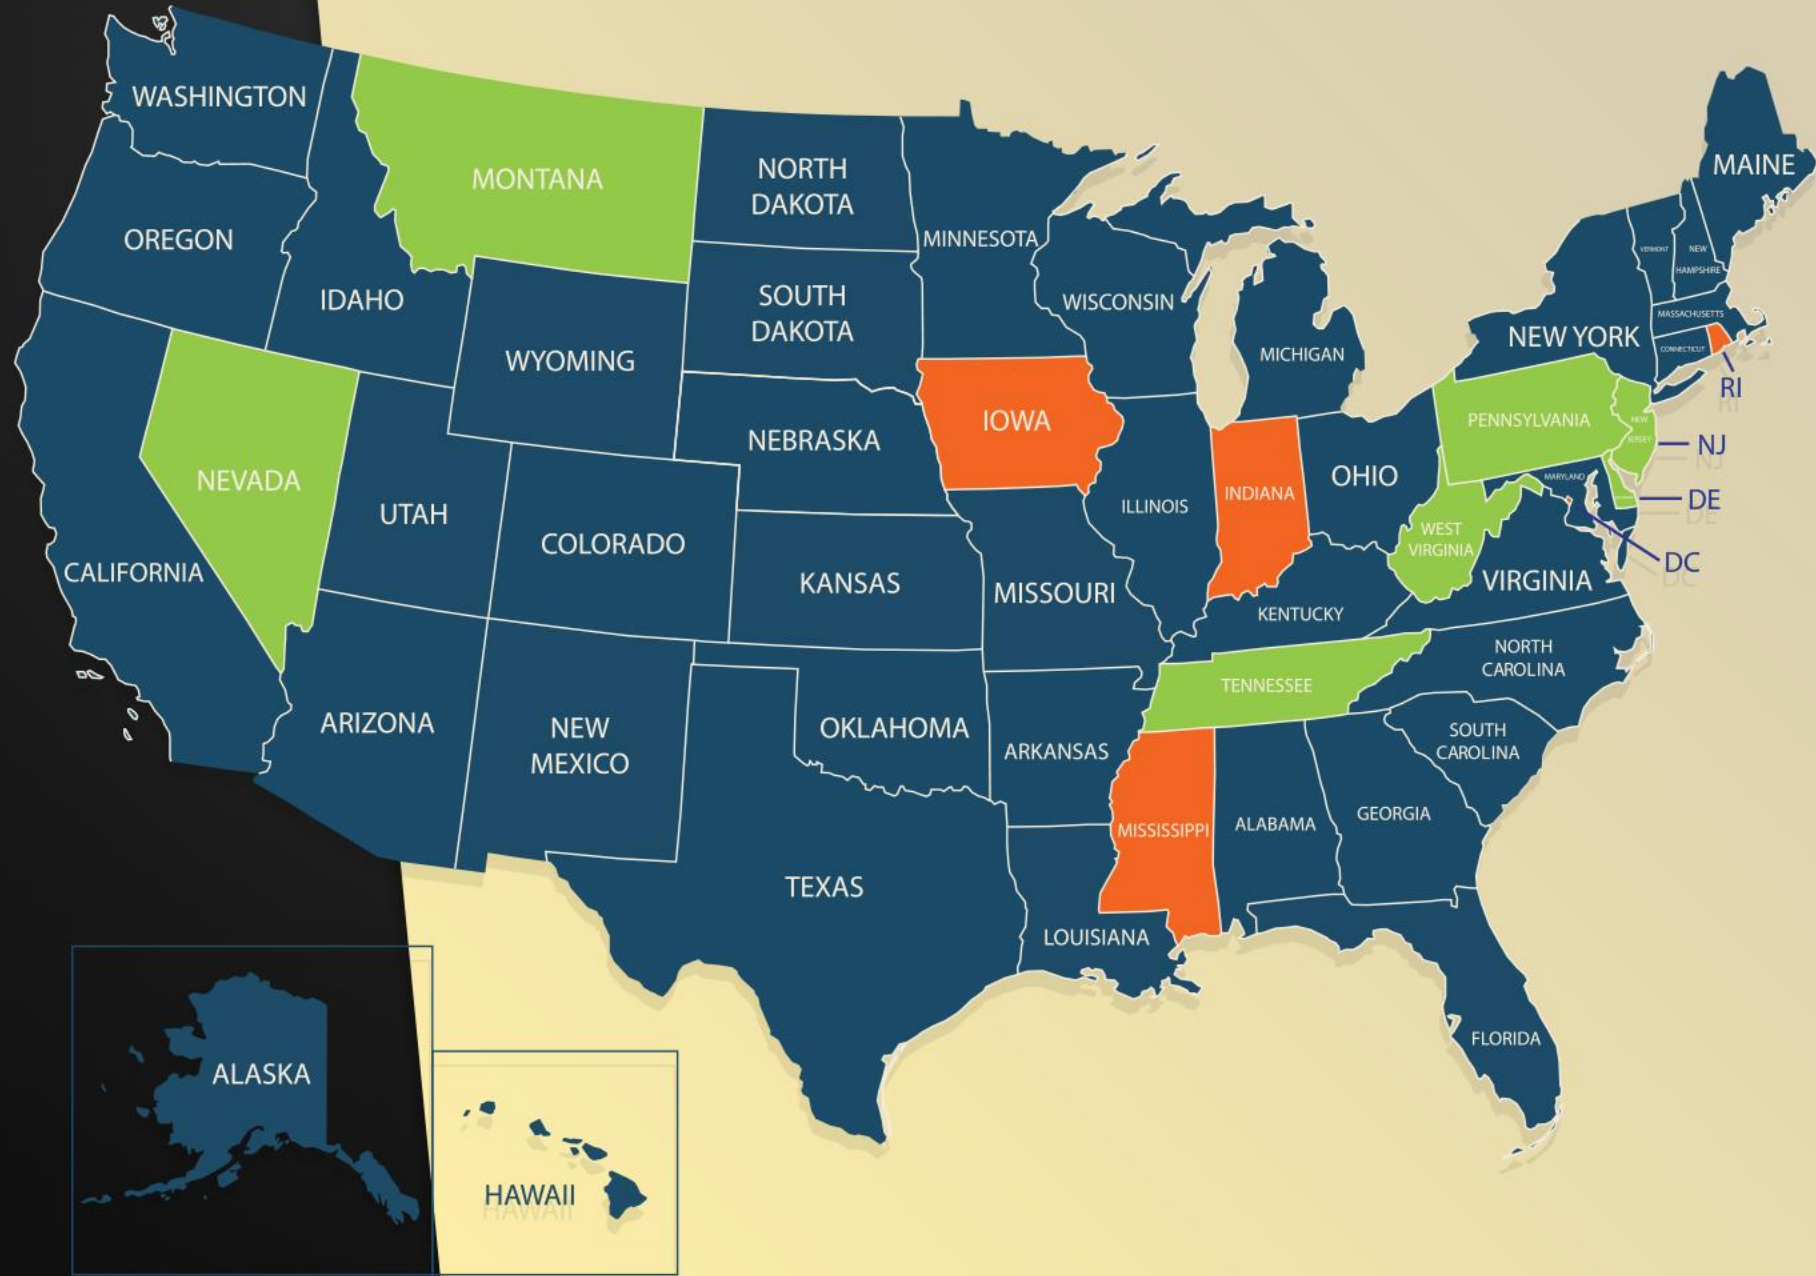 WASHINGTON
MONTANA
NORTH
DAKOTA
MAINE
OREGON
MINNESOTA
VERMONT
NEW
HAMPSHIRE
IDAHO
SOUTH
DAKOTA
WISCONSIN
MASSACHUSETTS
NEW YORK
CONNECTICUT
WYOMING
MICHIGAN
RI
NEVADA
NEBRASKA
IOWA
PENNSYLVANIA
NEW
JERSEY
NJ
UTAH
COLORADO
ILLINOIS
INDIANA
OHIO
MARYLAND
DE
WEST
VIRGINIA
DC
CALIFORNIA
KANSAS
MISSOURI
VIRGINIA
KENTUCKY
NORTH
CAROLINA
TENNESSEE
ARIZONA
NEW
MEXICO
OKLAHOMA
ARKANSAS
SOUTH
CAROLINA
MISSISSIPPI
ALABAMA
GEORGIA
TEXAS
LOUISIANA
FLORIDA
ALASKA
HAWAII